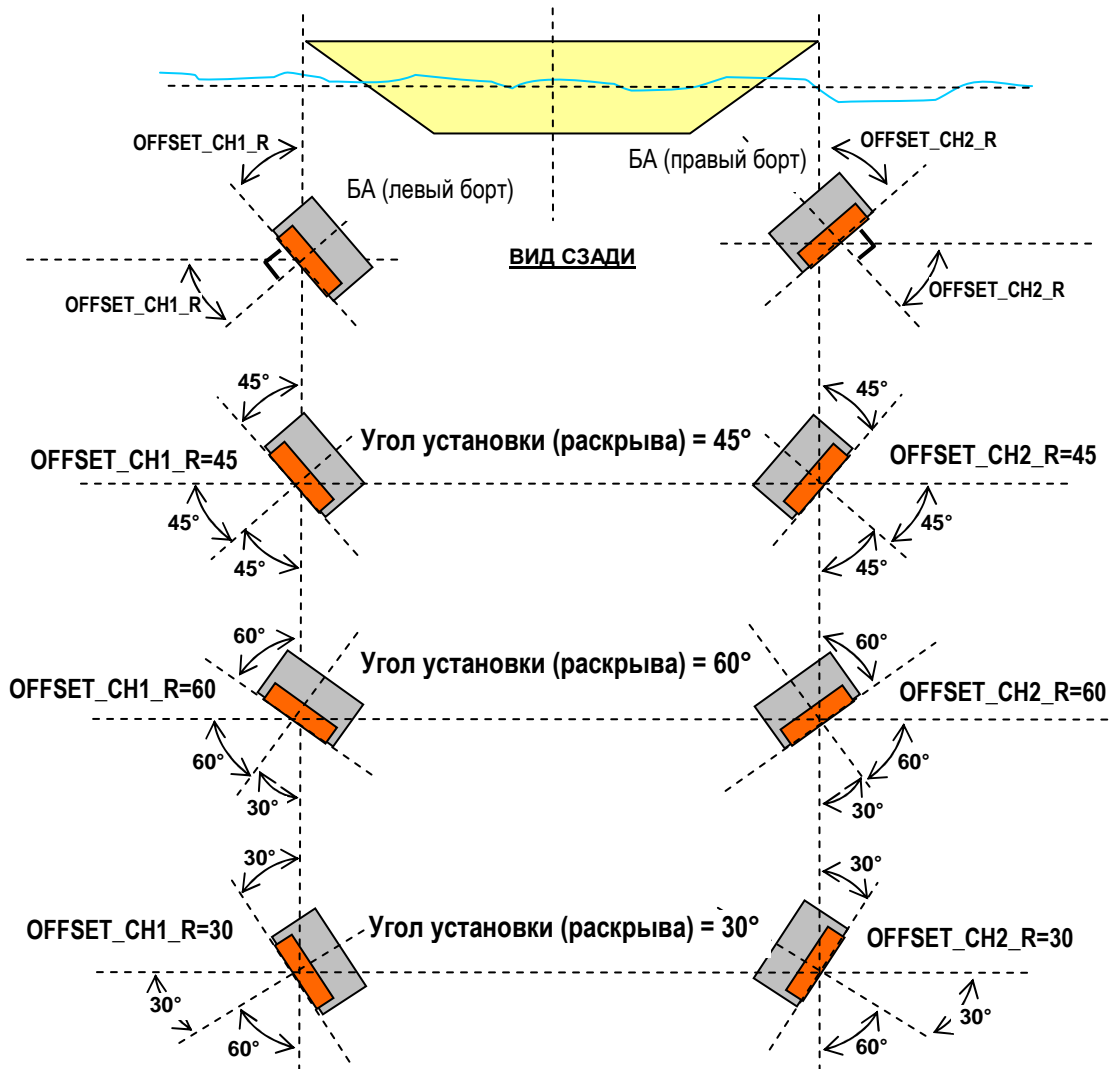 OFFSET_CH1_R
OFFSET_CH2_R
БА (правый борт)
БА (левый борт)
ВИД СЗАДИ
OFFSET_CH1_R
OFFSET_CH2_R
45°
45°
Угол установки (раскрыва) = 45°
OFFSET_CH1_R=45
OFFSET_CH2_R=45
45°
45°
45°
45°
60°
60°
Угол установки (раскрыва) = 60°
OFFSET_CH1_R=60
OFFSET_CH2_R=60
60°
60°
30°
30°
30°
30°
Угол установки (раскрыва) = 30°
OFFSET_CH1_R=30
OFFSET_CH2_R=30
30°
30°
60°
60°